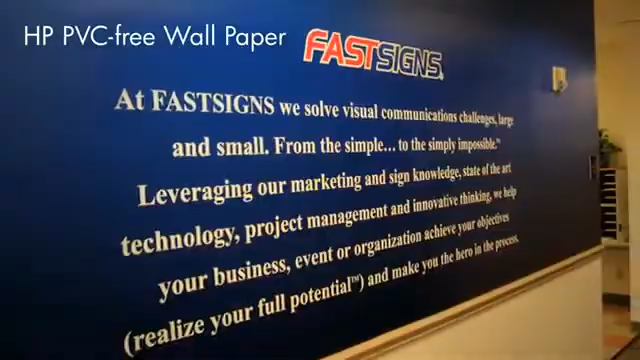 HP PVC-free Wall Paper
FASTSIGNS
At FASTSIGNS we solve visual communications challenges, large
and small. From the simple... to the simply impossible.™
Leveraging our marketing and sign knowledge, state of the art
technology, project management and innovative thinking, we help
your business, event or organization achieve your objectives
(realize your full potential™) and make you the hero in the process.